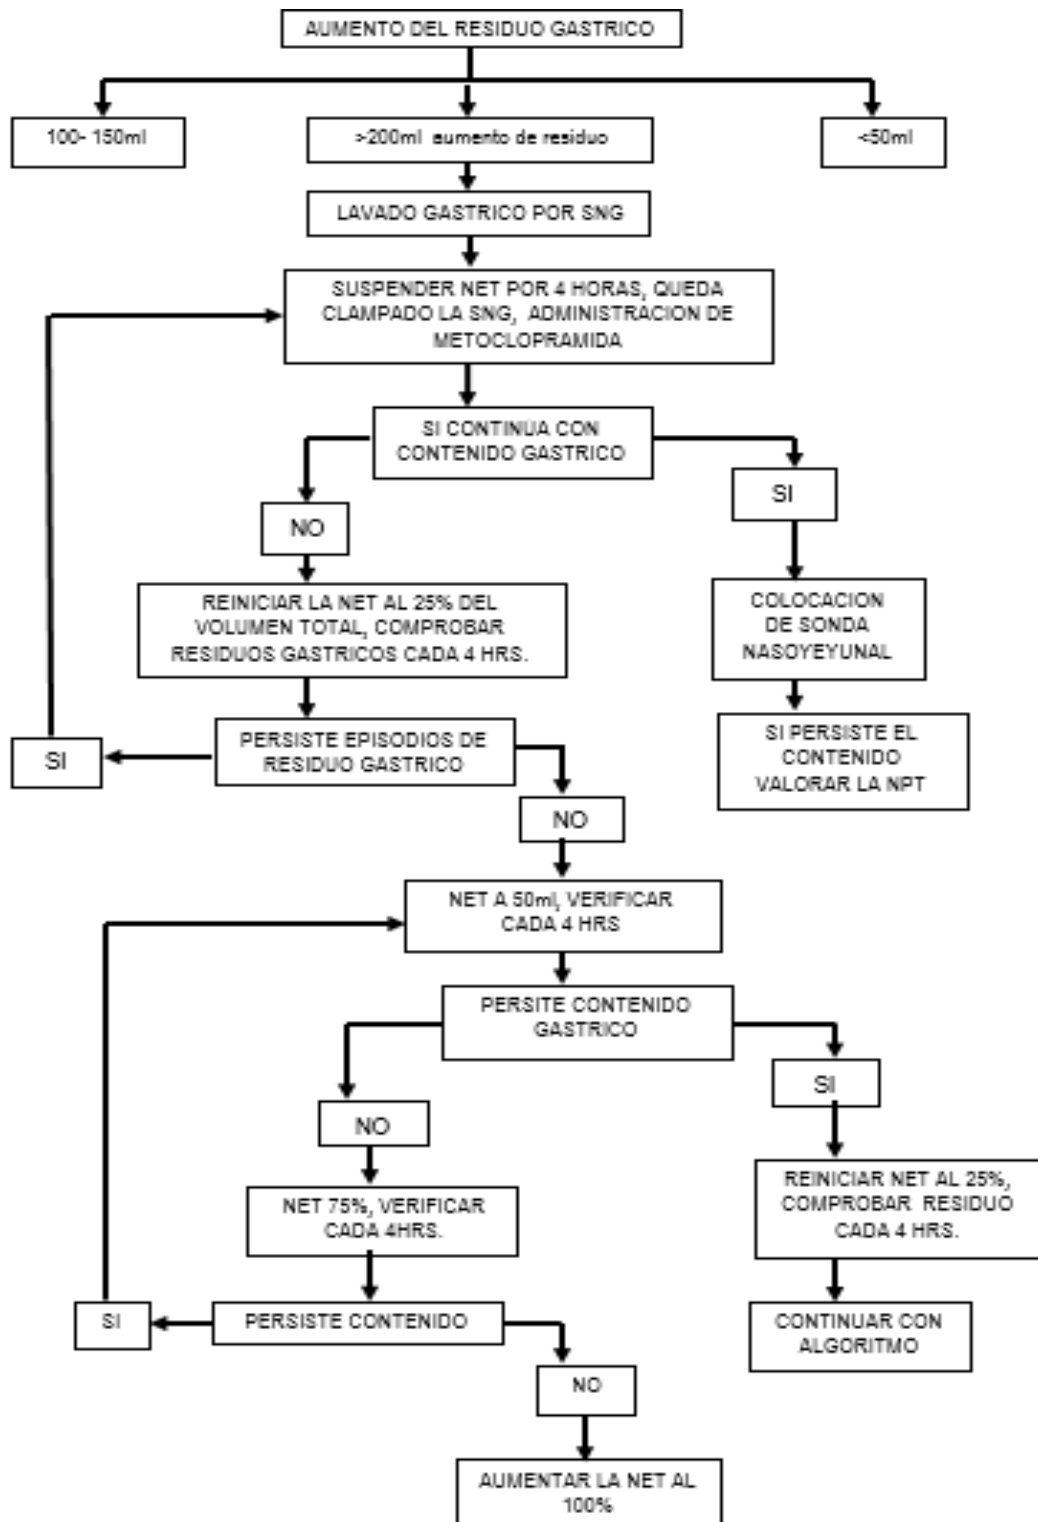 AUMENTO DEL RESIDUO GASTRICO
100- 150ml
>200ml aumento de residuo
<50ml
LAVADO GASTRICO POR SNG
SUSPENDER NET POR 4 HORAS, QUEDA
CLAMPADO LA SNG, ADMINISTRACION DE
METOCLOPRAMIDA
SI CONTINÚA CON
CONTENIDO GASTRICO
SI
NO
REINICIAR LA NET AL 25% DEL
VOLUMEN TOTAL, COMPROBAR
RESIDUOS GASTRICOS CADA 4 HRS.
COLOCACION
DE SONDA
NASOYEYUNAL
SI PERSISTE EL
CONTENIDO
VALORAR LA NPT
PERSISTE EPISODIOS DE
RESIDUO GASTRICO
SI
NO
NET A 50ml, VERIFICAR
CADA 4 HRS
PERSITE CONTENIDO
GASTRICO
SI
NO
NET 75%, VERIFICAR
CADA 4HRS.
REINICIAR NET AL 25%,
COMPROBAR RESIDUO
CADA 4 HRS.
SI
PERSISTE CONTENIDO
CONTINUAR CON
ALGORITMO
NO
AUMENTAR LA NET AL
100%